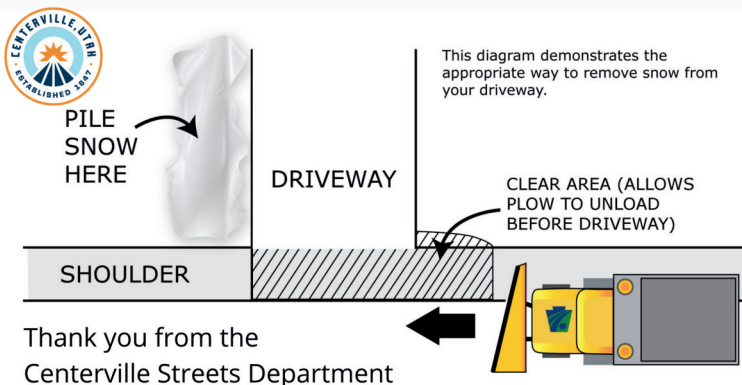 CENTERVILLE, UTAH
• ESTABLISHED 1847 •
This diagram demonstrates the
appropriate way to remove snow from
your driveway.
PILE
SNOW
HERE
DRIVEWAY
CLEAR AREA (ALLOWS
PLOW TO UNLOAD
BEFORE DRIVEWAY)
SHOULDER
Thank you from the
Centerville Streets Department